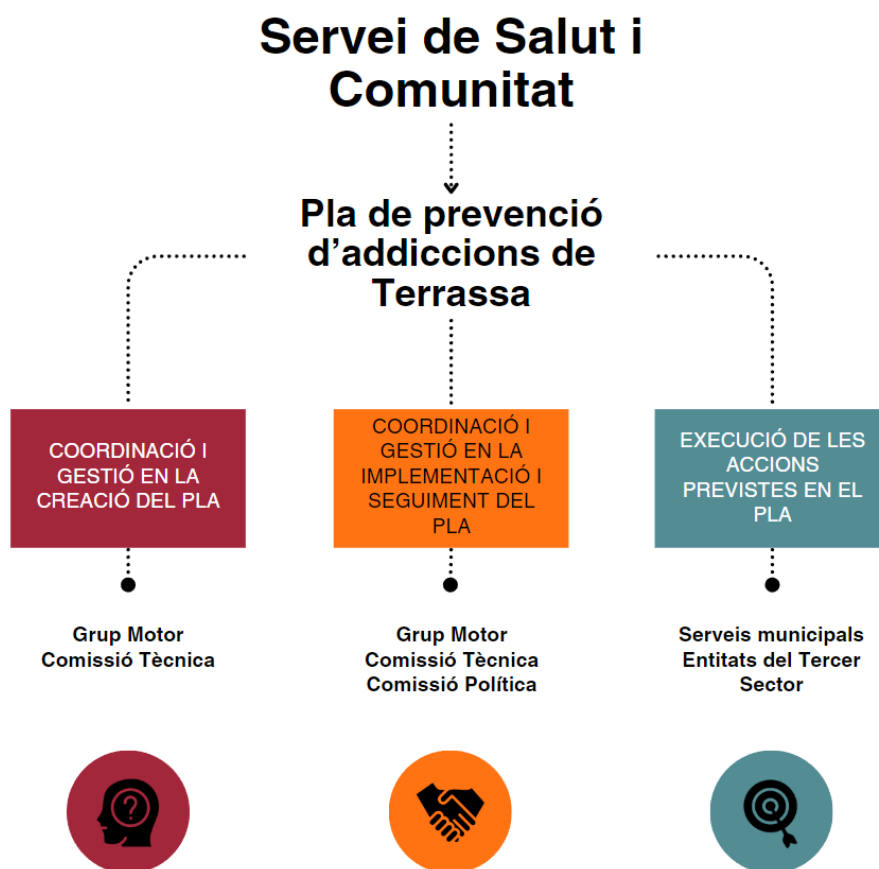 Servei de Salut i
Comunitat
Pla de prevenció
d'addiccions de
Terrassa
COORDINACIÓ I
GESTIÓ EN LA
CREACIÓ DEL PLA
COORDINACIÓ I
GESTIÓ EN LA
IMPLEMENTACIÓ I
SEGUIMENT DEL
PLA
EXECUCIÓ DE LES
ACCIONS
PREVISTES EN EL
PLA
Grup Motor
Comissió Tècnica
Grup Motor
Comissió Tècnica
Comissió Política
Serveis municipals
Entitats del Tercer
Sector
?